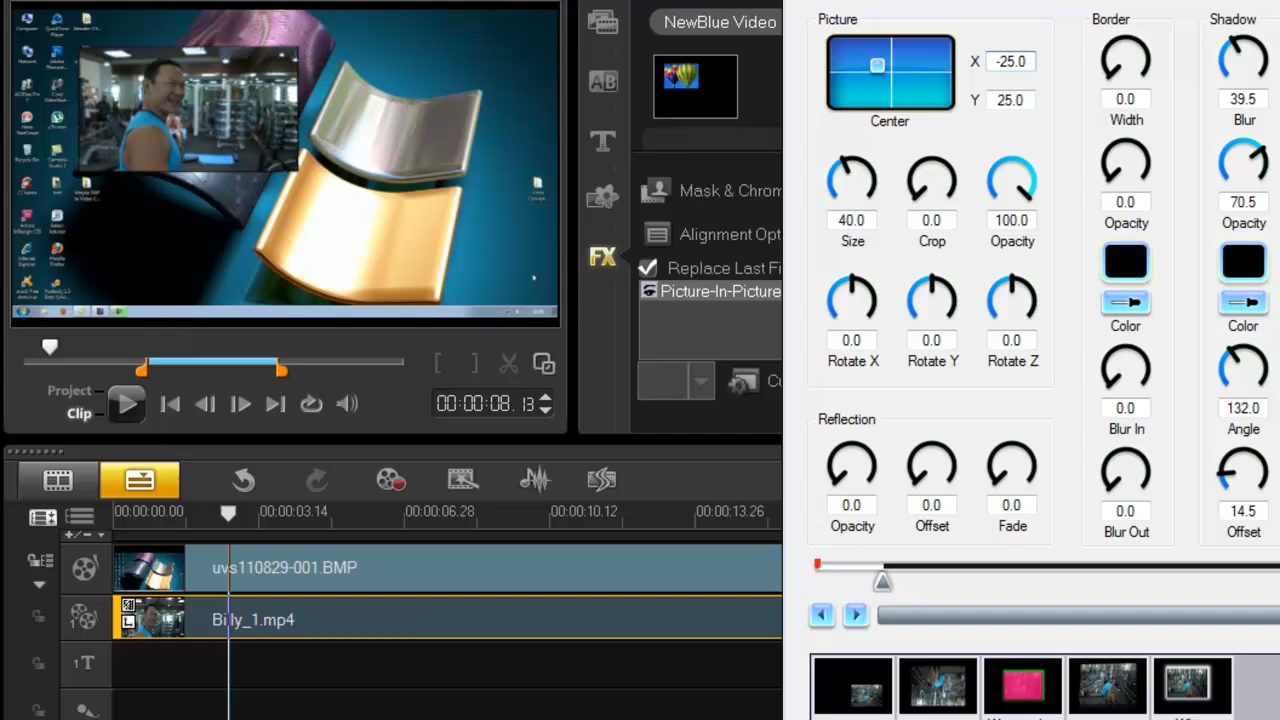 NewBlue Video
AB
T
Mask & Chrom
Alignment Opt
FX
Replace Last Fi
Picture-In-Picture
Cu
Project
Clip
00:00:08. 13
00:00:00.00
00:00:03.14
00:00:06.28
00:00:10.12
00:00:13.26
uvs110829-001.BMP
Billy_1.mp4
1
1T
Picture
X -25.0
Y 25.0
Center
40.0
0.0
100.0
Size
Crop
Opacity
0.0
0.0
0.0
Rotate X
Rotate Y
Rotate Z
Reflection
0.0
0.0
0.0
Opacity
Offset
Fade
Border
0.0
Width
0.0
Opacity
Color
0.0
Blur In
0.0
Blur Out
Shadow
39.5
Blur
70.5
Opacity
Color
132.0
Angle
14.5
Offset